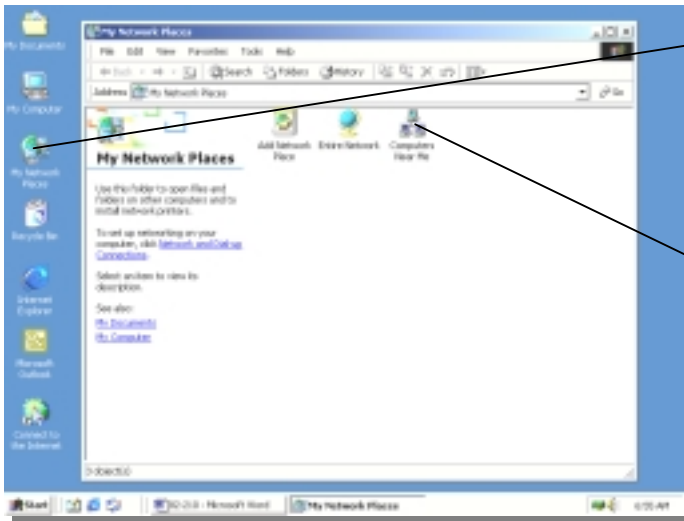 My Documents
My Computer
My Network
Places
Recycle Bin
Internet
Explorer
Microsoft
Outlook
Connect to
the Internet
My Network Places
File Edit View Favorites Tools Help
Back Search Folders History
Address My Network Places Go
Add Network
Place
Entire Network
Computers
Near Me
My Network Places
Use this folder to open files and
folders on other computers and to
install network printers.
To set up networking on your
computer, click Network and Dial-up
Connections.
Select an item to view its
description.
See also:
My Documents
My Computer
3 object(s)
Start
Microsoft Word
My Network Places